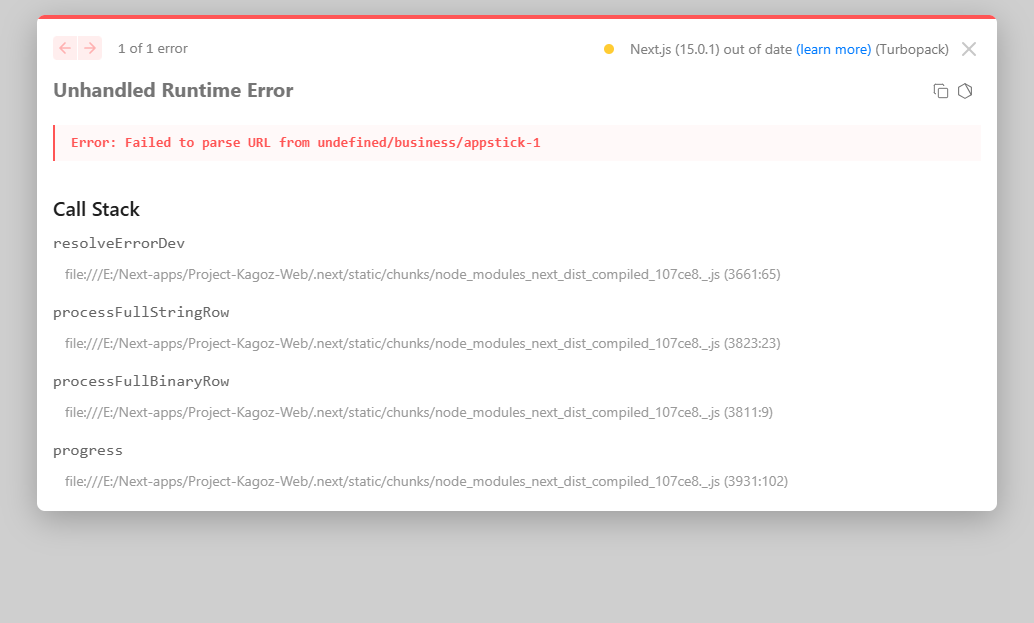 1 of 1 error
Next.js (15.0.1) out of date (learn more) (Turbopack)
Unhandled Runtime Error
Error: Failed to parse URL from undefined/business/appstick-1
Call Stack
resolveErrorDev
file:///E:/Next-apps/Project-Kagoz-Web/.next/static/chunks/node_modules_next_dist_compiled_107ce8._.js (3661:65)
processFullStringRow
file:///E:/Next-apps/Project-Kagoz-Web/.next/static/chunks/node_modules_next_dist_compiled_107ce8._.js (3823:23)
processFullBinaryRow
file:///E:/Next-apps/Project-Kagoz-Web/.next/static/chunks/node_modules_next_dist_compiled_107ce8._.js (3811:9)
progress
file:///E:/Next-apps/Project-Kagoz-Web/.next/static/chunks/node_modules_next_dist_compiled_107ce8._.js (3931:102)